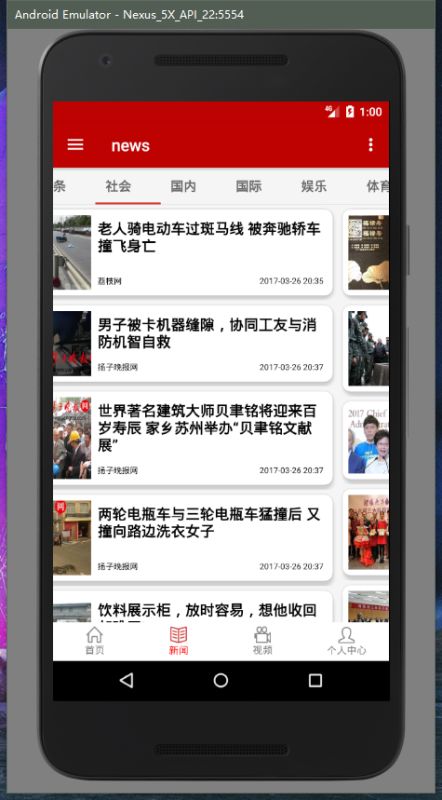 Android Emulator - Nexus_5X_API_22:5554
1:00
news
条 社会 国内 国际 娱乐 体育
老人骑电动车过斑马线 被奔驰轿车
撞飞身亡
荔枝网 2017-03-26 20:35
男子被卡机器缝隙，协同工友与消
防机智自救
扬子晚报网 2017-03-26 20:37
世界著名建筑大师贝聿铭将迎来百
岁寿辰 家乡苏州举办“贝聿铭文献
展”
扬子晚报网 2017-03-26 20:37
2017 Chief
两轮电瓶车与三轮电瓶车猛撞后 又
撞向路边洗衣女子
扬子晚报网 2017-03-26 20:37
饮料展示柜，放时容易，想他收回
首页 新闻 视频 个人中心